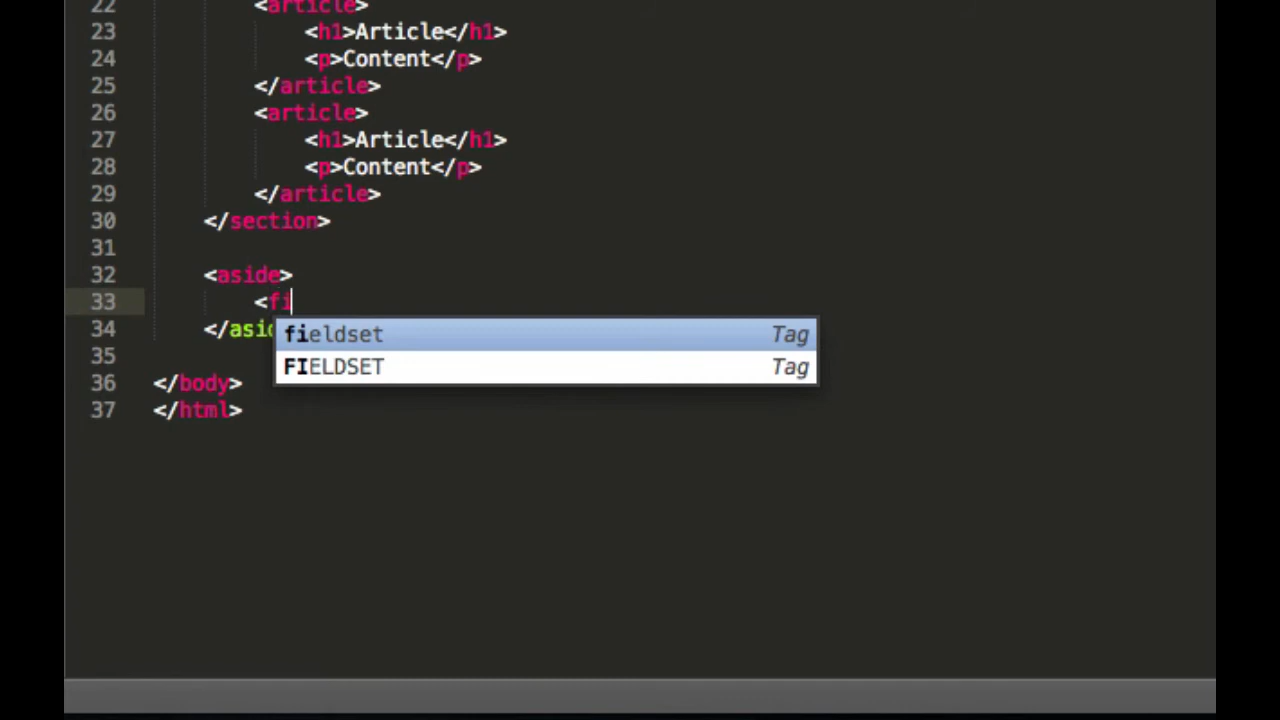 22 <article>
23 <h1>Article</h1>
24 <p>Content</p>
25 </article>
26 <article>
27 <h1>Article</h1>
28 <p>Content</p>
29 </article>
30 </section>
31
32 <aside>
33 <fi
fieldset Tag
34 </asid
FIELDSET Tag
35
36 </body>
37 </html>